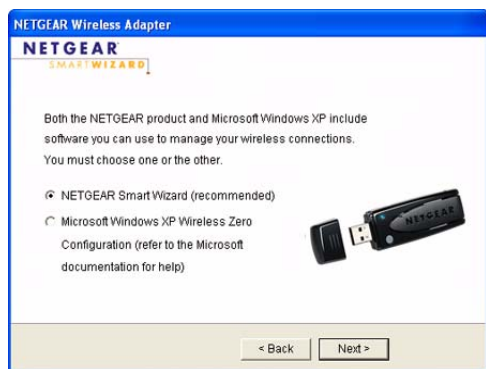 NETGEAR Wireless Adapter
NETGEAR
SMARTWIZARD
Both the NETGEAR product and Microsoft Windows XP include
software you can use to manage your wireless connections.
You must choose one or the other.
NETGEAR Smart Wizard (recommended)
Microsoft Windows XP Wireless Zero
Configuration (refer to the Microsoft
documentation for help)
NETGEAR
< Back Next >